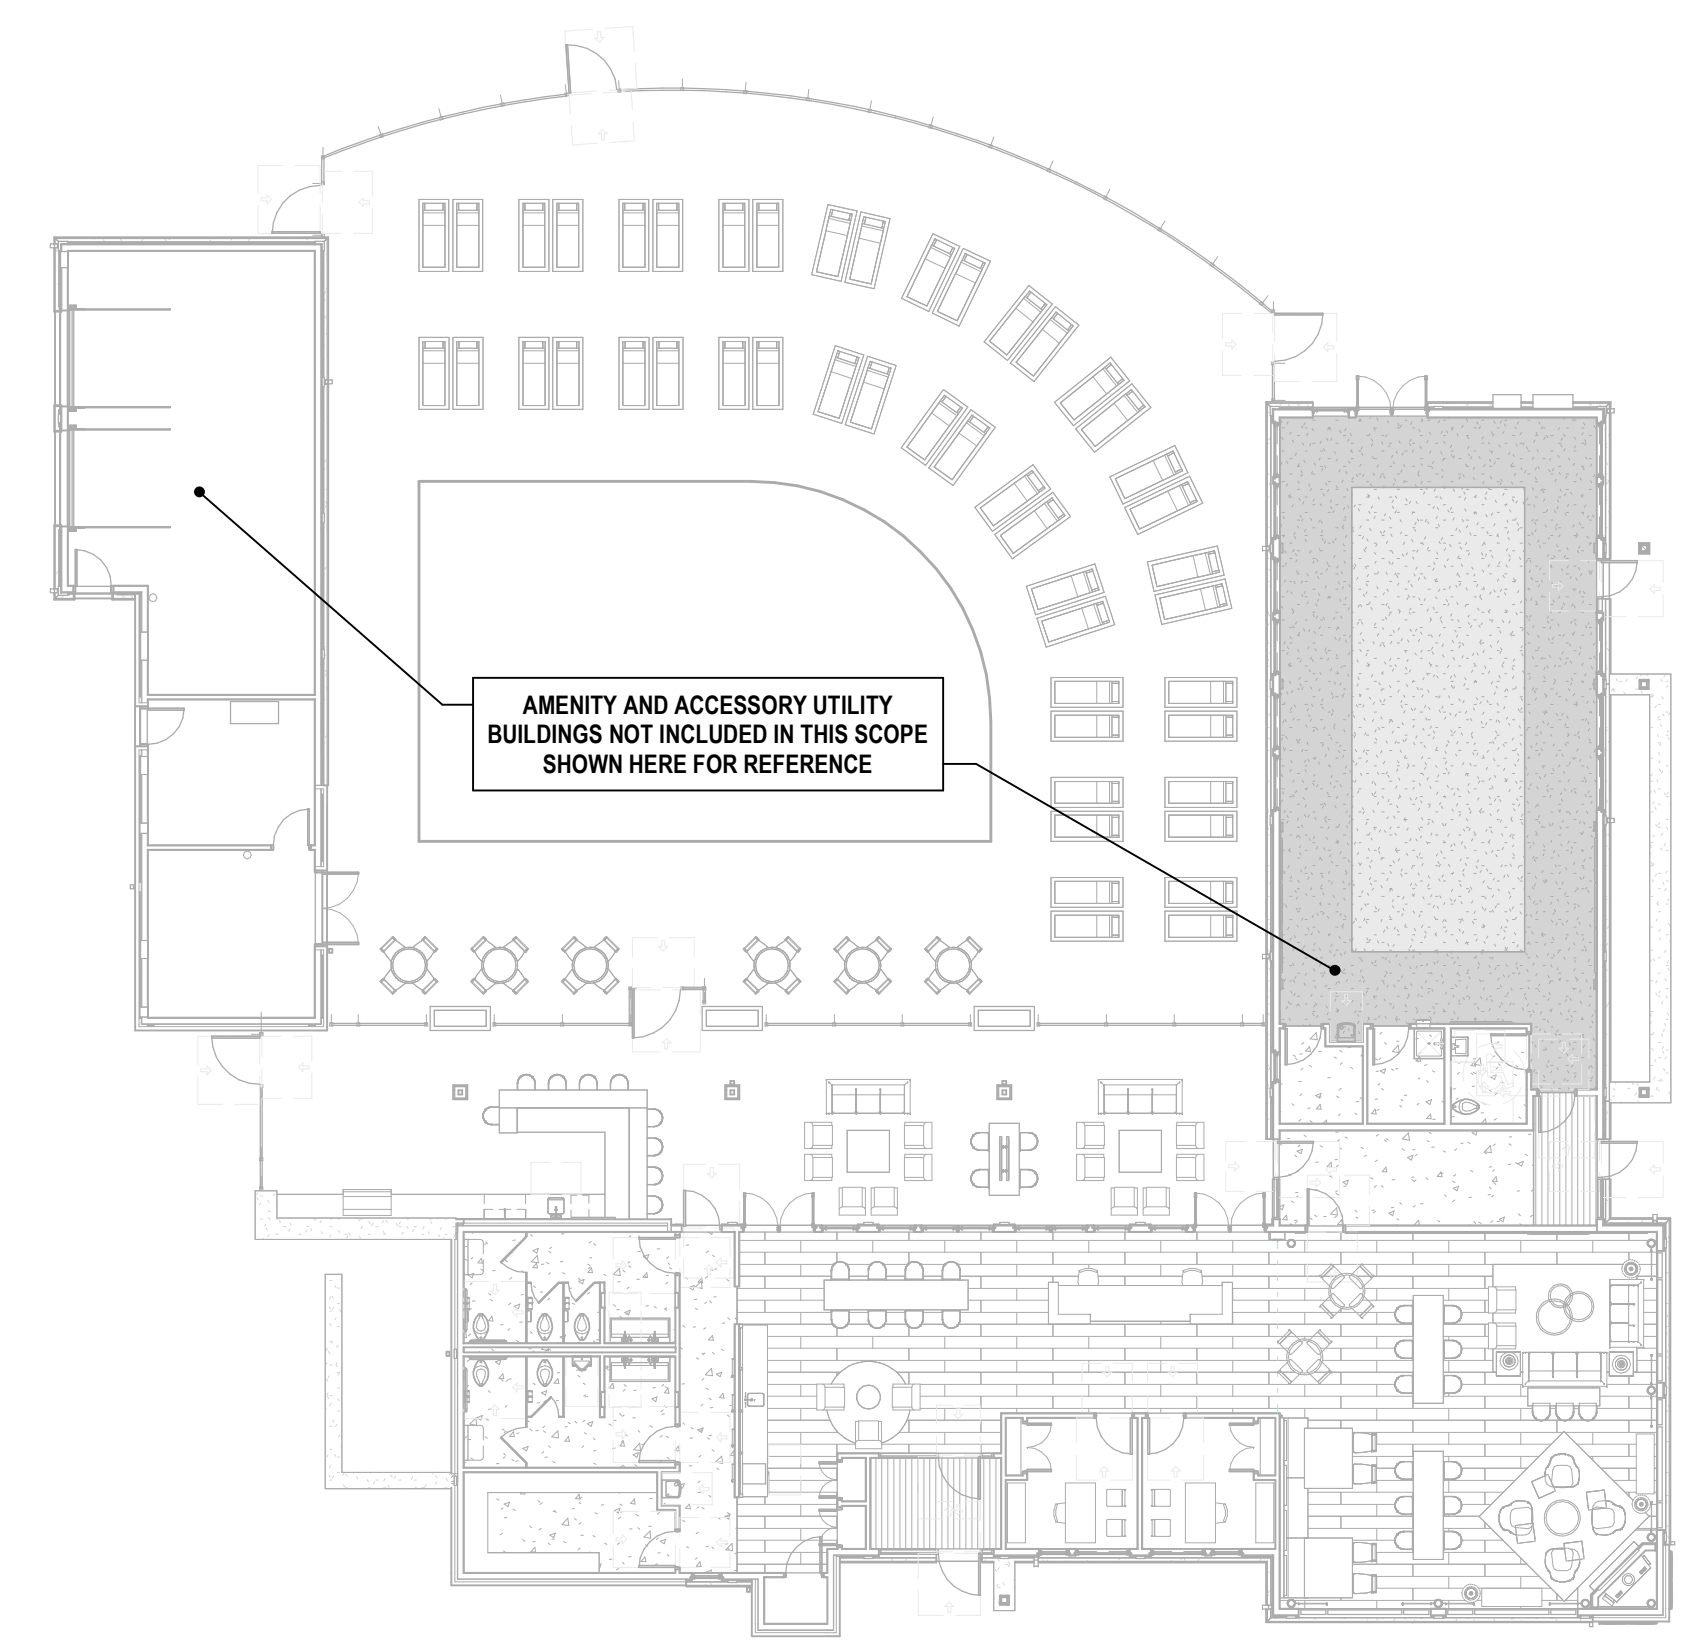 AMENITY AND ACCESSORY UTILITY
BUILDINGS NOT INCLUDED IN THIS SCOPE
SHOWN HERE FOR REFERENCE